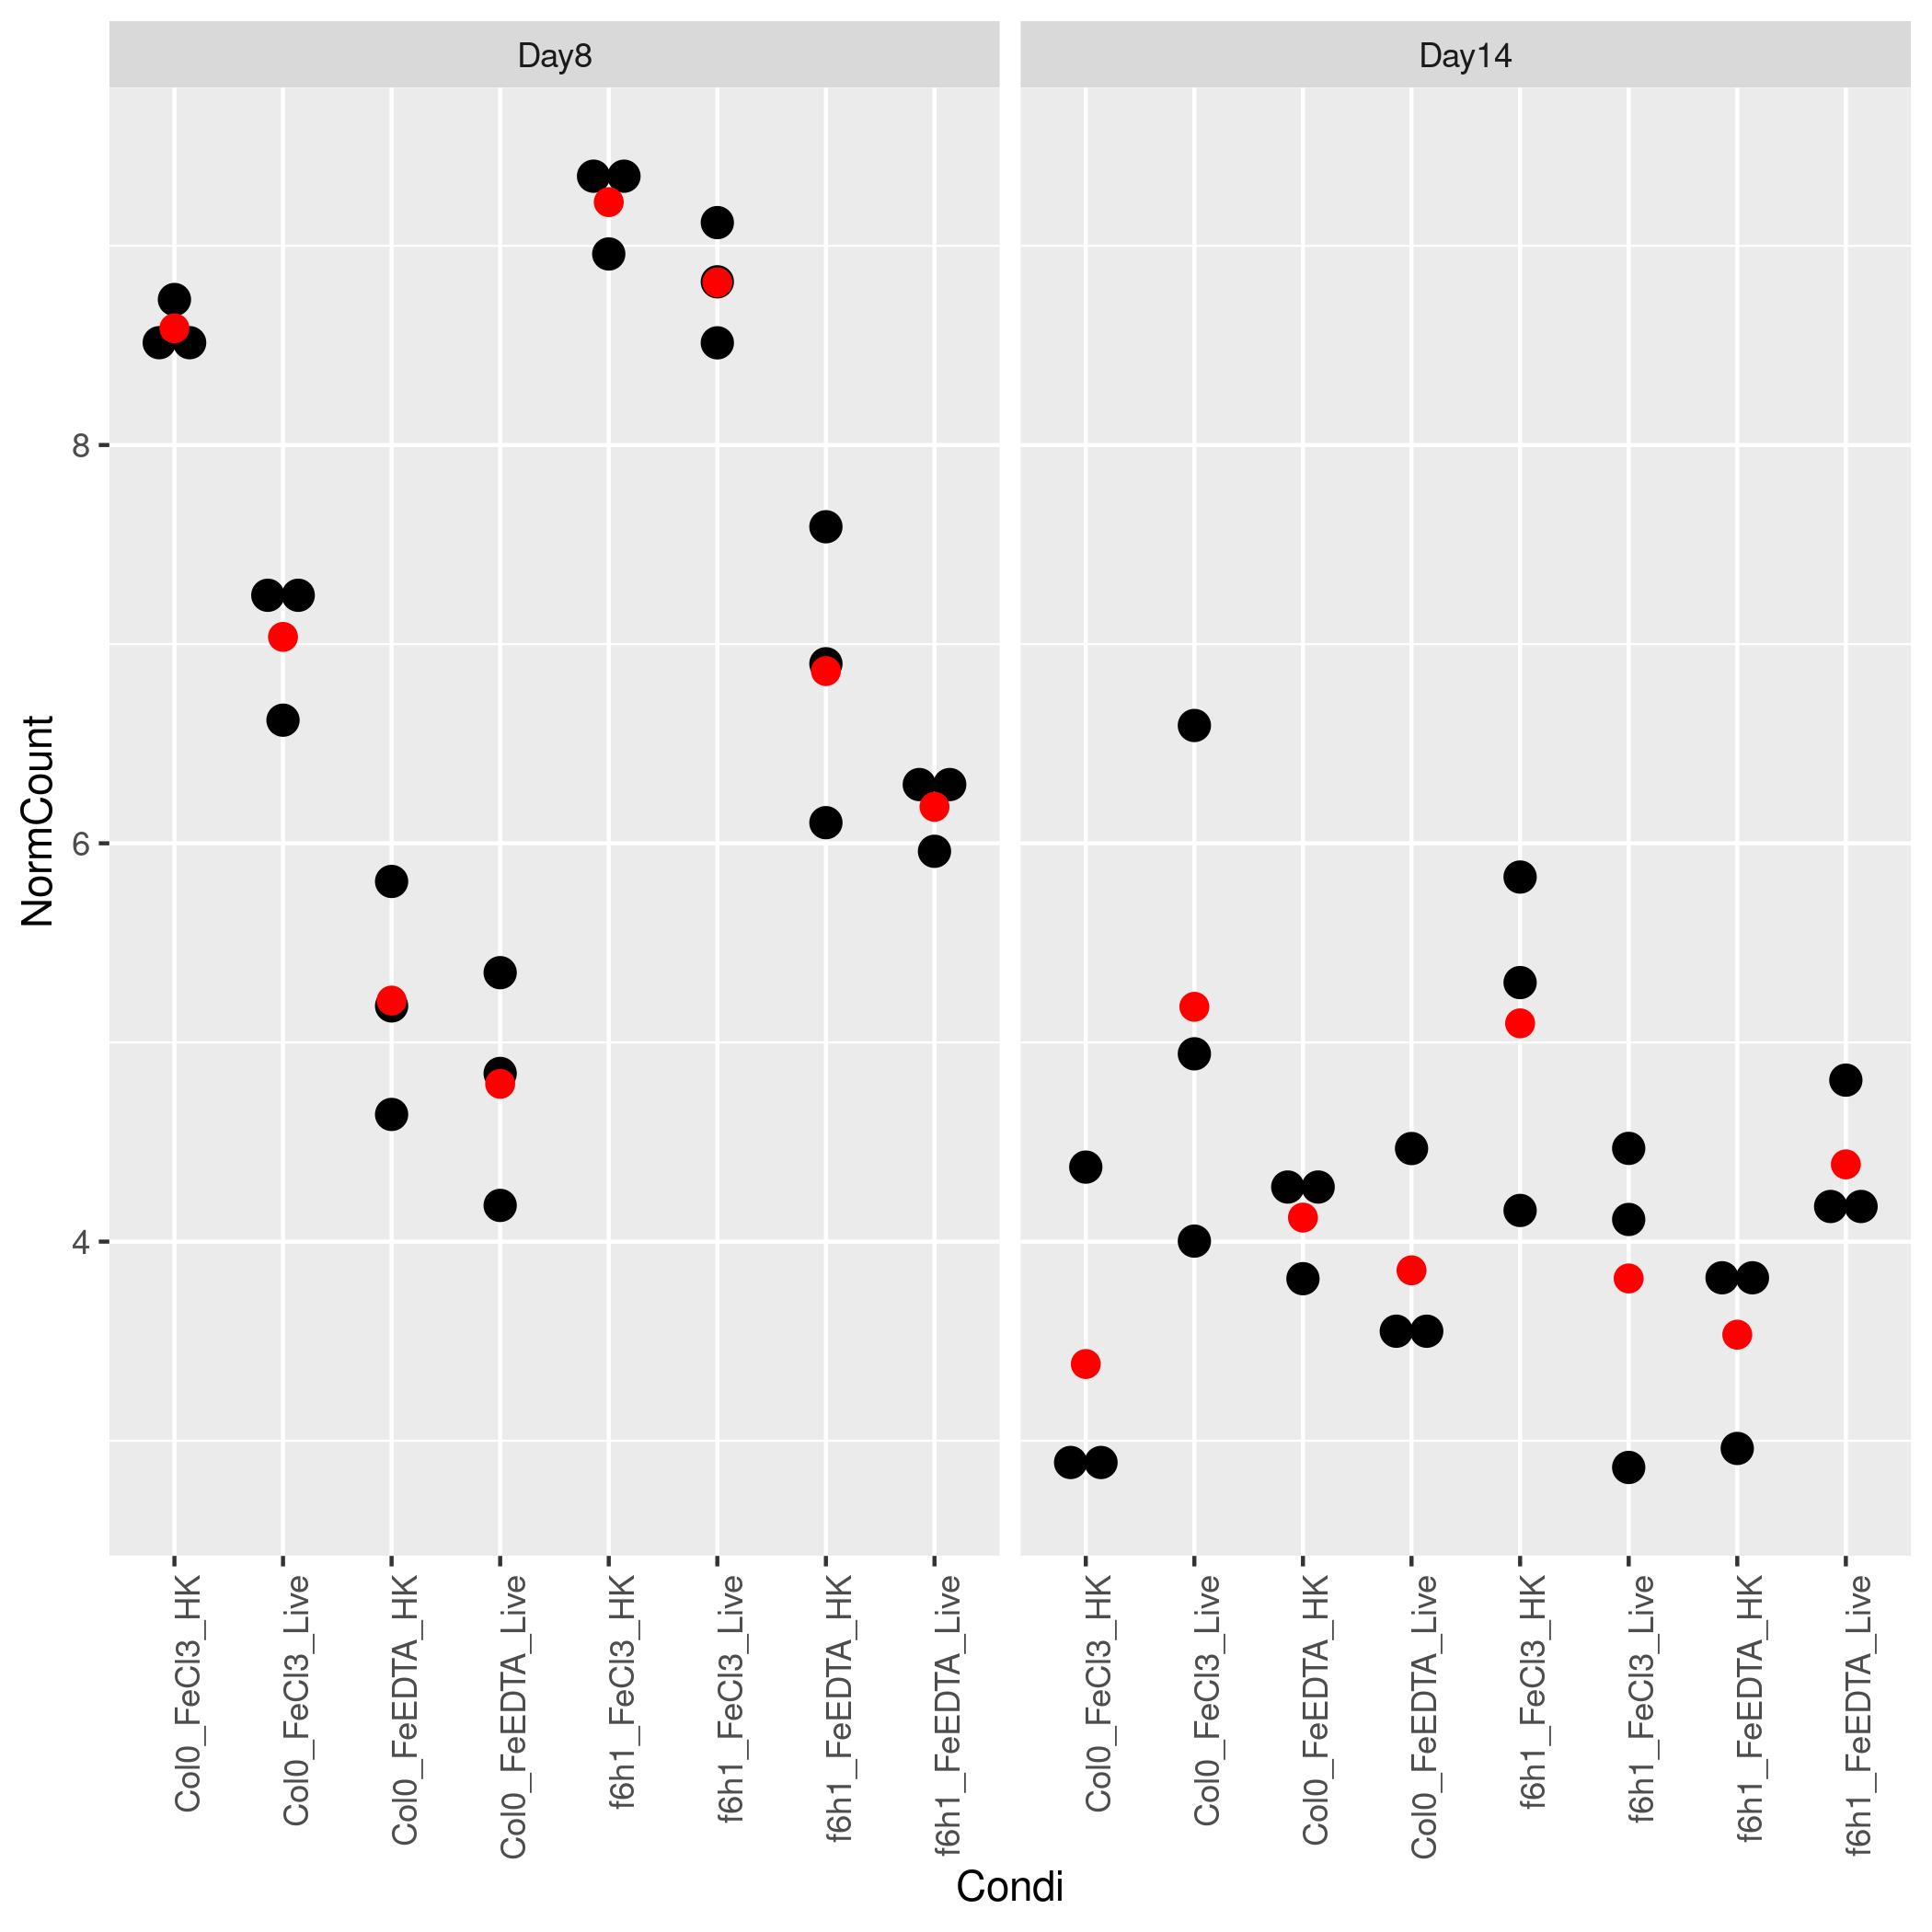 Day8
Day14
NormCount
8
6
4
Col0_FeCl3_HK
Col0_FeCl3_Live
Col0_FeEDTA_HK
Col0_FeEDTA_Live
f6h1_FeCl3_HK
f6h1_FeCl3_Live
f6h1_FeEDTA_HK
f6h1_FeEDTA_Live
Col0_FeCl3_HK
Col0_FeCl3_Live
Col0_FeEDTA_HK
Col0_FeEDTA_Live
f6h1_FeCl3_HK
f6h1_FeCl3_Live
f6h1_FeEDTA_HK
f6h1_FeEDTA_Live
Condi